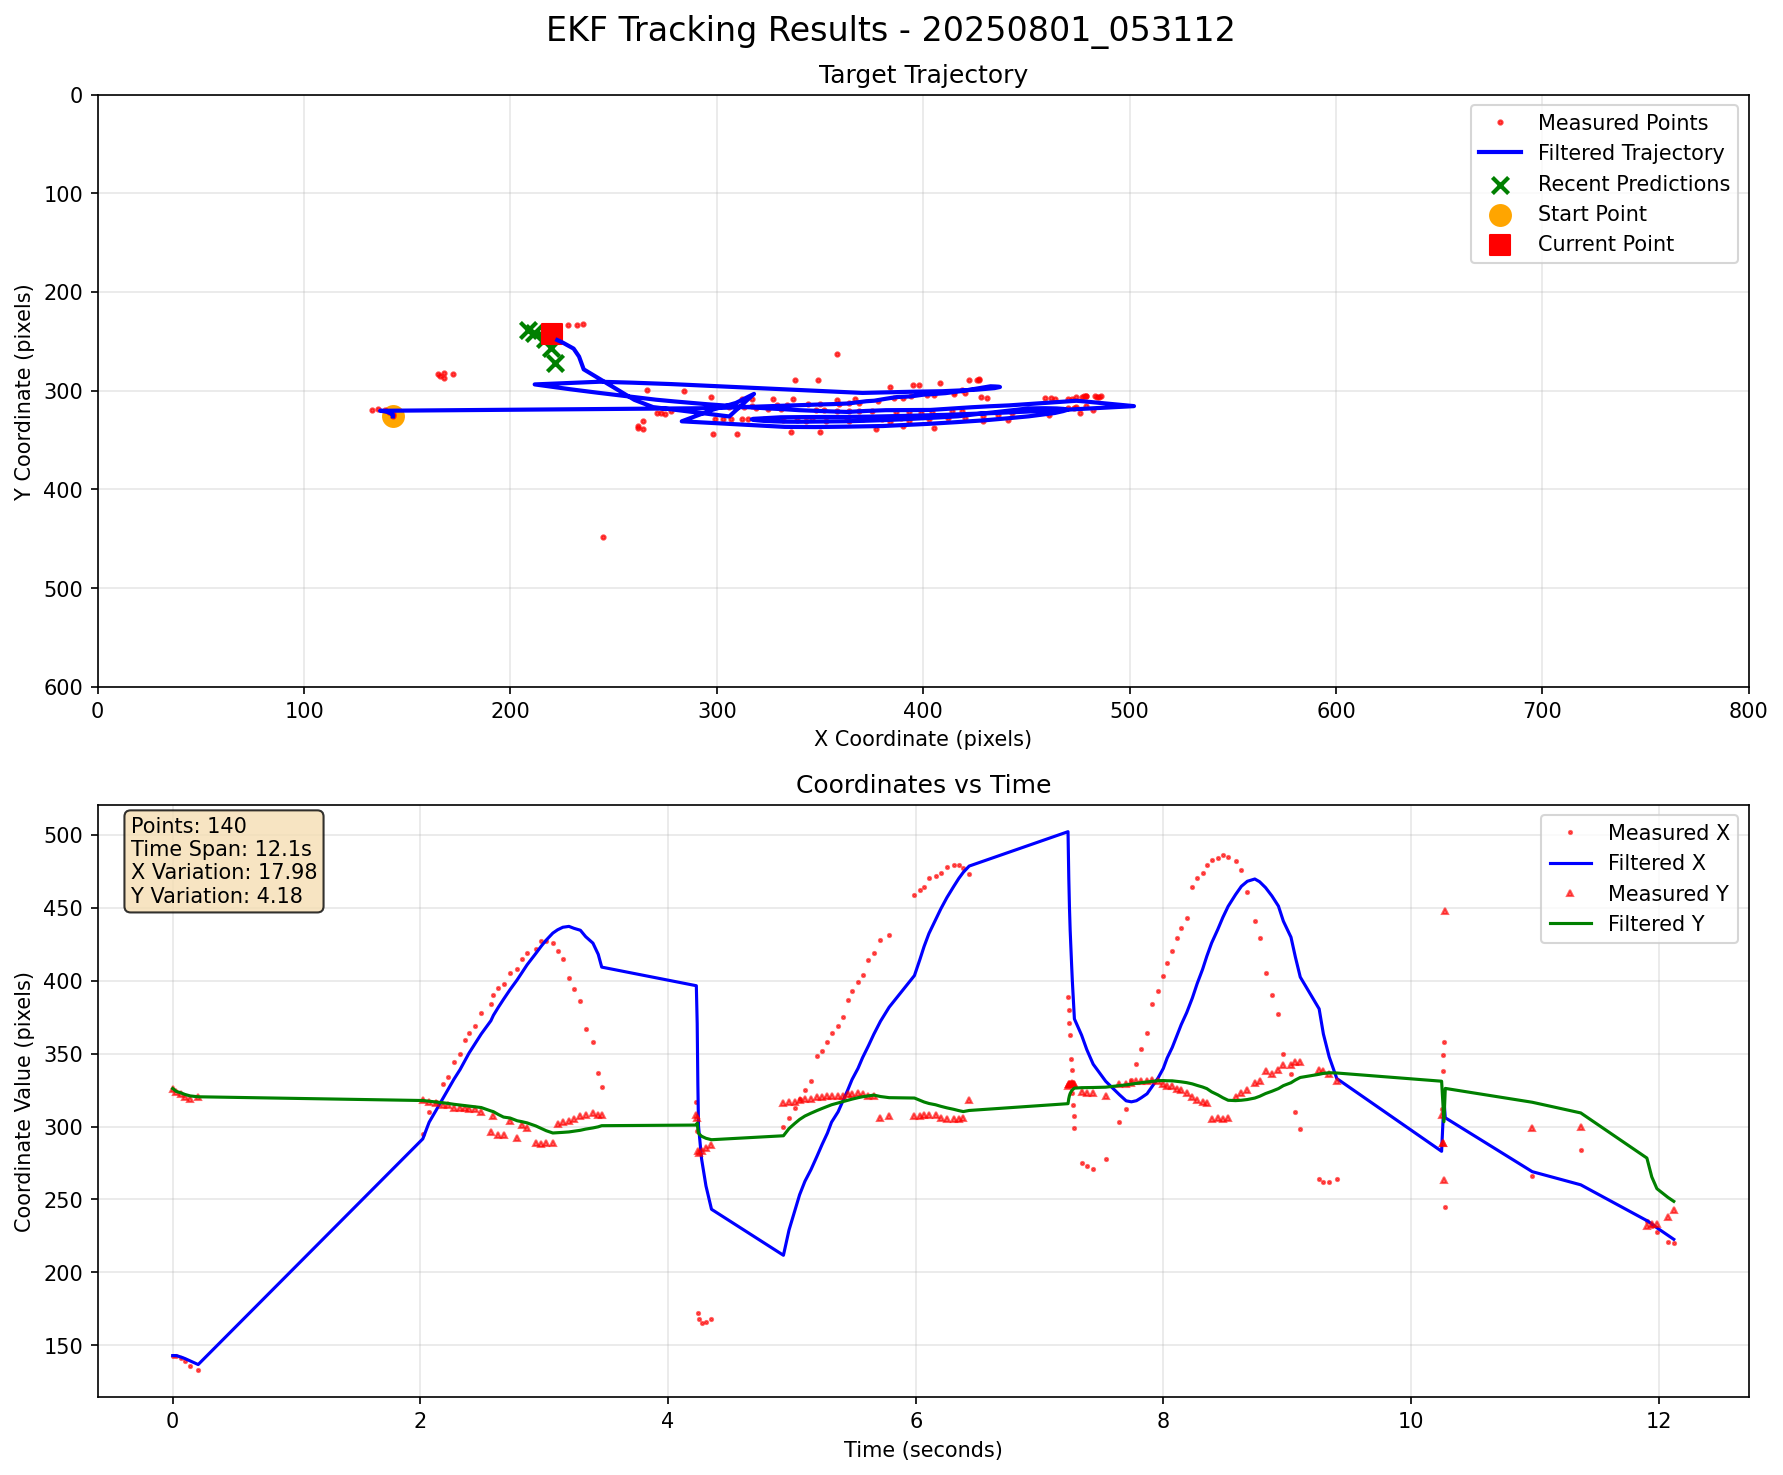 EKF Tracking Results - 20250801_053112
Target Trajectory
Measured Points
Filtered Trajectory
Recent Predictions
Start Point
Current Point
Y Coordinate (pixels)
0
100
200
300
400
500
600
0 100 200 300 400 500 600 700 800
X Coordinate (pixels)
Coordinates vs Time
Points: 140
Time Span: 12.1s
X Variation: 17.98
Y Variation: 4.18
Measured X
Filtered X
Measured Y
Filtered Y
Coordinate Value (pixels)
500
450
400
350
300
250
200
150
0 2 4 6 8 10 12
Time (seconds)